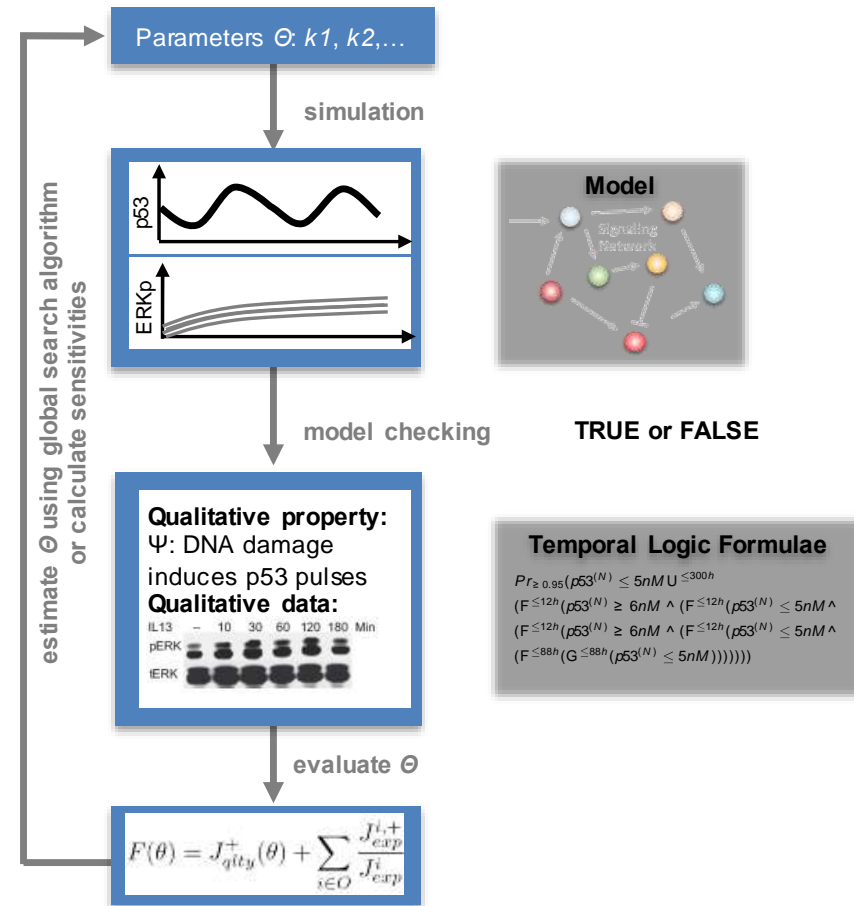 Parameters Θ: k1, k2,…
simulation
p53
ERKp
Model
Signaling
Network
model checking
TRUE or FALSE
estimate Θ using global search algorithm
or calculate sensitivities
Qualitative property:
Ψ: DNA damage
induces p53 pulses
Qualitative data:
IL13 – 10 30 60 120 180 Min
pERK
tERK
Temporal Logic Formulae
Pr≥ 0.95(p53(N) ≤ 5nM U ≤300h
(F≤12h(p53(N) ≥ 6nM ^ (F≤12h(p53(N) ≤ 5nM ^
(F≤12h(p53(N) ≥ 6nM ^ (F≤12h(p53(N) ≤ 5nM ^
(F≤88h(G≤88h(p53(N) ≤ 5nM)))))))
evaluate Θ
F(θ) = J+qlty(θ) + ∑i∈O Ji,+exp / Jiexp